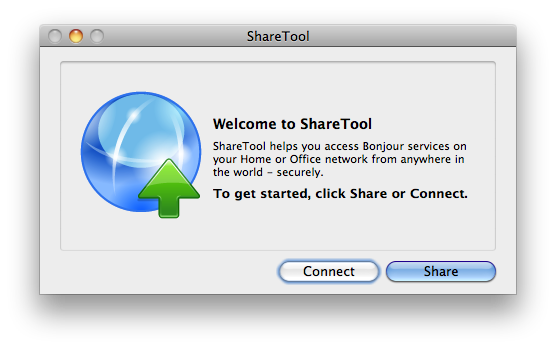 ShareTool
Welcome to ShareTool
ShareTool helps you access Bonjour services on
your Home or Office network from anywhere in
the world – securely.
To get started, click Share or Connect.
Connect
Share